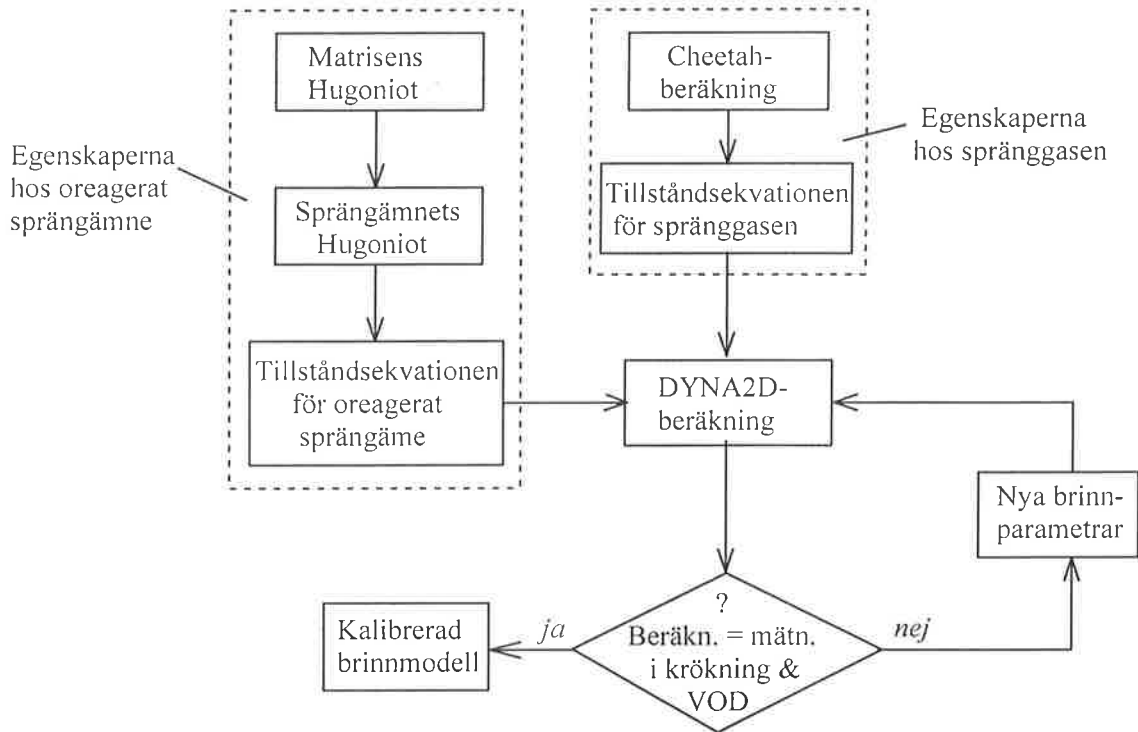 Matrisens
Hugoniot
Cheetah-
beräkning
Egenskaperna
hos oreagerat
sprängämne
Egenskaperna
hos spränggasen
Sprängämnets
Hugoniot
Tillståndsekvationen
för spränggasen
Tillståndsekvationen
för oreagerat
sprängäme
DYNA2D-
beräkning
Nya brinn-
parametrar
?
Beräkn. = mätn.
i krökning &
VOD
ja
nej
Kalibrerad
brinnmodell